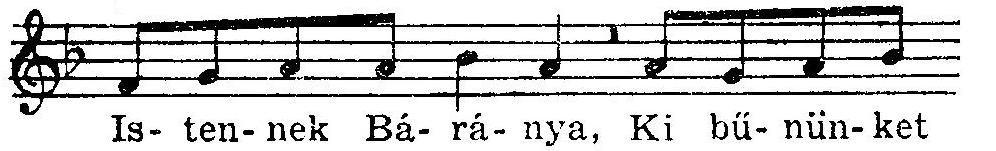 Is- ten- nek Bá- rá- nya, Ki bű- nün- ket